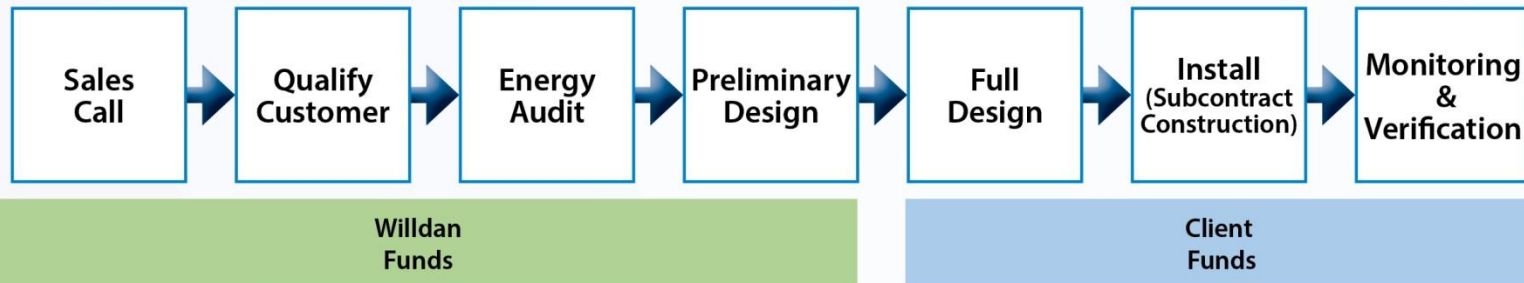 Sales
Call
Qualify
Customer
Energy
Audit
Preliminary
Design
Full
Design
Install
(Subcontract
Construction)
Monitoring
&
Verification
Willdan
Funds
Client
Funds